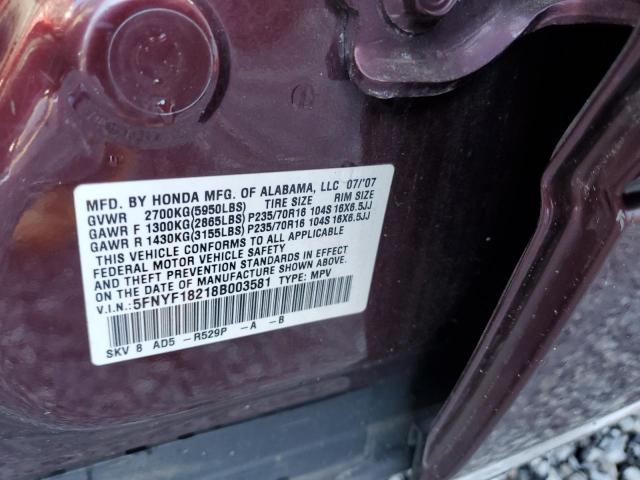 MFD. BY HONDA MFG. OF ALABAMA, LLC 07/'07
GVWR 2700KG(5950LBS) TIRE SIZE RIM SIZE
GAWR F 1300KG(2865LBS) P235/70R16 104S 16X6.5JJ
GAWR R 1430KG(3155LBS) P235/70R16 104S 16X6.5JJ
THIS VEHICLE CONFORMS TO ALL APPLICABLE
FEDERAL MOTOR VEHICLE SAFETY AND
THEFT PREVENTION STANDARDS IN EFFECT ON
THE DATE OF MANUFACTURE SHOWN ABOVE.
V.I.N.: 5FNYF18218B003581 TYPE: MPV
SKV 8 AD5 -R529P -A -B